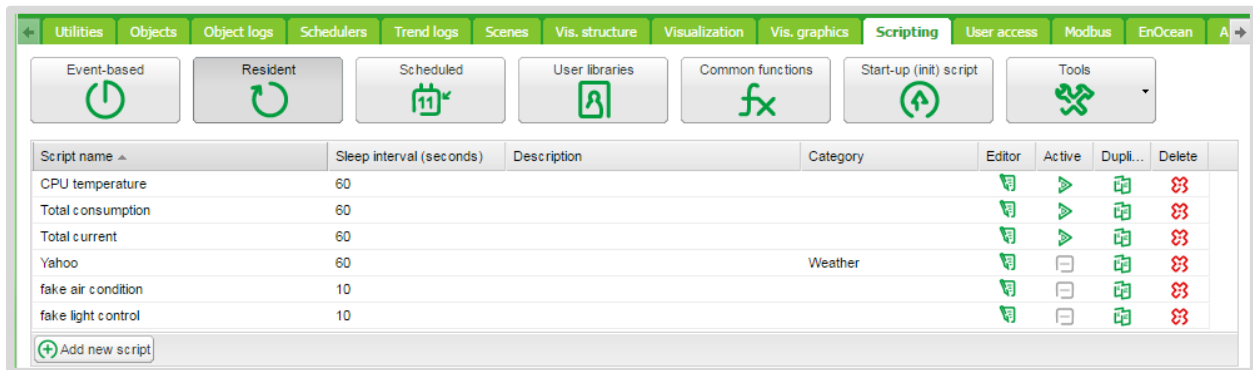 Utilities Objects Object logs Schedulers Trend logs Scenes Vis. structure Visualization Vis. graphics Scripting User access Modbus EnOcean A
Event-based Resident Scheduled User libraries Common functions Start-up (init) script Tools
11 fx
Script name Sleep interval (seconds) Description Category Editor Active Dupli... Delete
CPU temperature 60
Total consumption 60
Total current 60
Yahoo 60 Weather
fake air condition 10
fake light control 10
Add new script